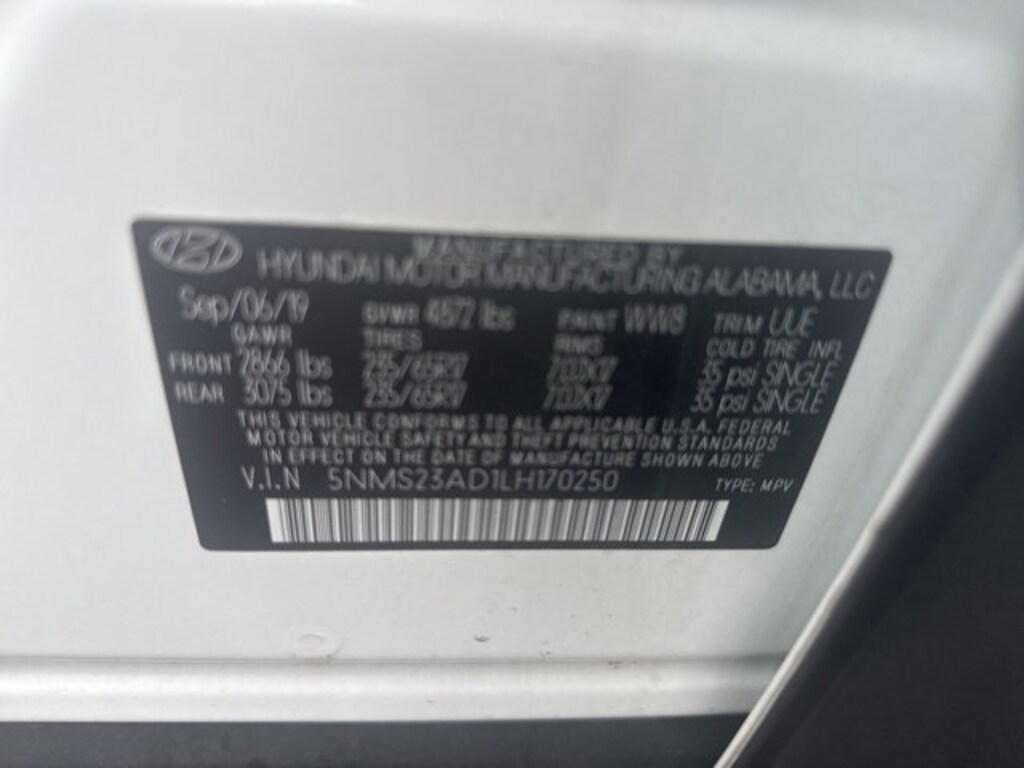 MANUFACTURED BY
HYUNDAI MOTOR MANUFACTURING ALABAMA, LLC
Sep/06/19 GVWR 4872 lbs PAINT WW8 TRIM UUE
GAWR TIRES RIMS COLD TIRE INFL
FRONT 2866 lbs 235/65R17 7.0JX17 35 psi SINGLE
REAR 3075 lbs 235/65R17 7.0JX17 35 psi SINGLE
THIS VEHICLE CONFORMS TO ALL APPLICABLE U.S.A. FEDERAL
MOTOR VEHICLE SAFETY AND THEFT PREVENTION STANDARDS
IN EFFECT ON THE DATE OF MANUFACTURE SHOWN ABOVE.
V.I.N 5NMS23AD1LH170250 TYPE: MPV